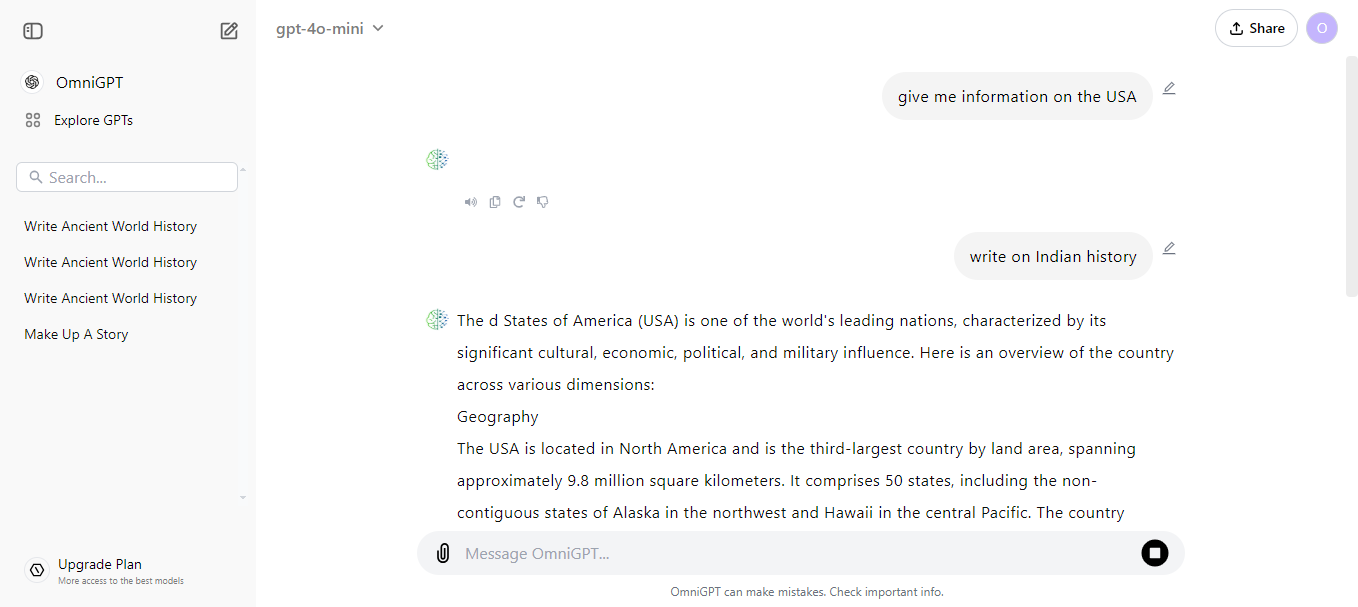 gpt-4o-mini
Share
O
OmniGPT
Explore GPTs
Search...
Write Ancient World History
Write Ancient World History
Write Ancient World History
Make Up A Story
Upgrade Plan
More access to the best models
give me information on the USA
write on Indian history
The d States of America (USA) is one of the world's leading nations, characterized by its
significant cultural, economic, political, and military influence. Here is an overview of the country
across various dimensions:
Geography
The USA is located in North America and is the third-largest country by land area, spanning
approximately 9.8 million square kilometers. It comprises 50 states, including the non-
contiguous states of Alaska in the northwest and Hawaii in the central Pacific. The country
Message OmniGPT...
OmniGPT can make mistakes. Check important info.